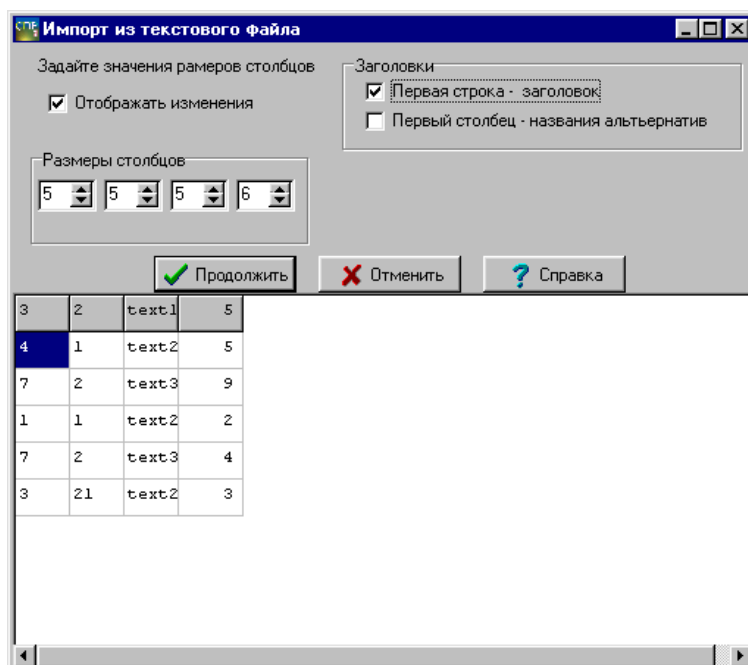 СПР Импорт из текстового файла
Задайте значения рамеров столбцов
Отображать изменения
Заголовки
Первая строка - заголовок
Первый столбец - названия альтьернатив
Размеры столбцов
5 5 5 6
Продолжить Отменить Справка
3 2 text1 5
4 1 text2 5
7 2 text3 9
1 1 text2 2
7 2 text3 4
3 21 text2 3